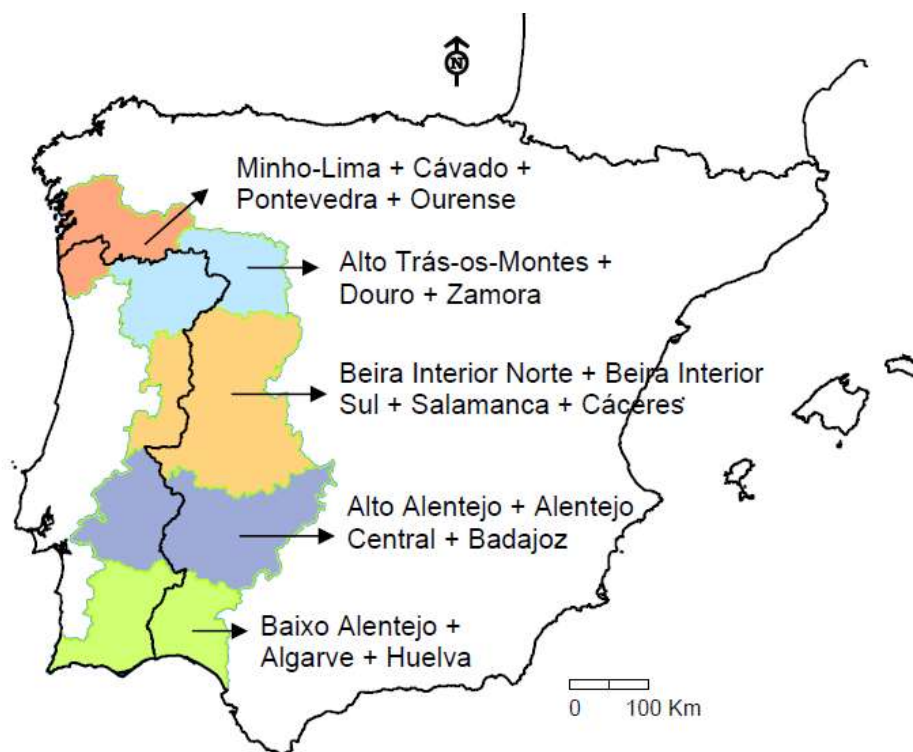 N
Minho-Lima + Cávado +
Pontevedra + Ourense
Alto Trás-os-Montes +
Douro + Zamora
Beira Interior Norte + Beira Interior
Sul + Salamanca + Cáceres
Alto Alentejo + Alentejo
Central + Badajoz
Baixo Alentejo +
Algarve + Huelva
0 100 Km